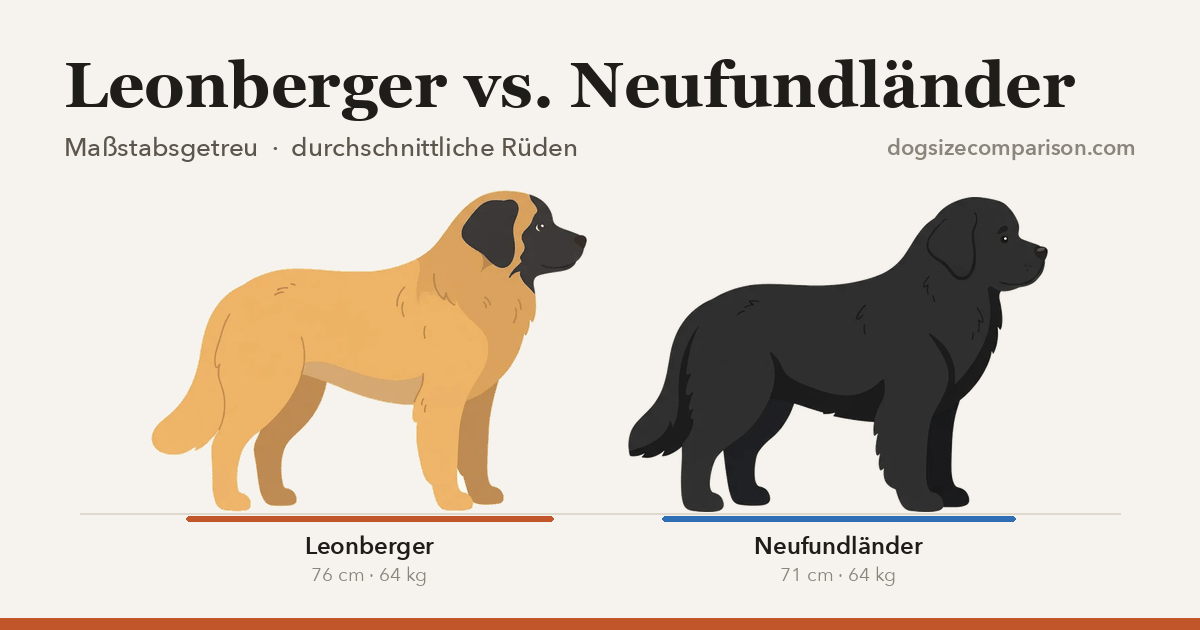 Leonberger vs. Neufundländer
Maßstabsgetreu · durchschnittliche Rüden
dogsizecomparison.com
Leonberger
76 cm · 64 kg
Neufundländer
71 cm · 64 kg